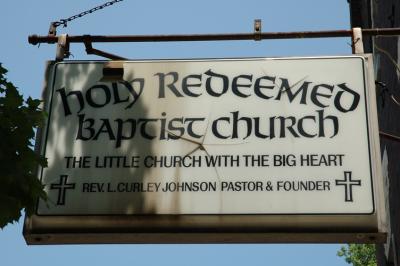 holy Redeemed
Baptist church
THE LITTLE CHURCH WITH THE BIG HEART
REV. L. CURLEY JOHNSON PASTOR & FOUNDER